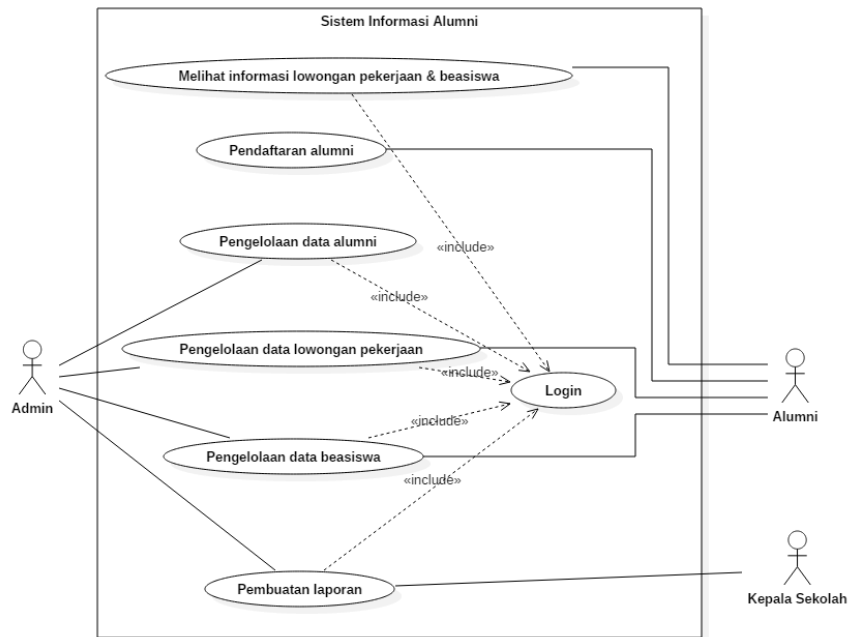 Sistem Informasi Alumni
Melihat informasi lowongan pekerjaan & beasiswa
Pendaftaran alumni
Pengelolaan data alumni
«include»
«include»
Pengelolaan data lowongan pekerjaan
«include»
Login
Admin
Alumni
«include»
Pengelolaan data beasiswa
«include»
Pembuatan laporan
Kepala Sekolah